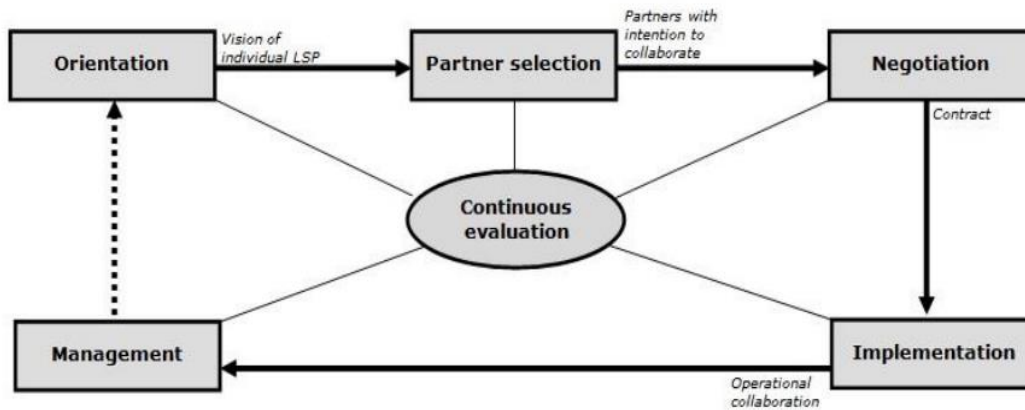 Orientation
Vision of
individual LSP
Partner selection
Partners with
intention to
collaborate
Negotiation
Contract
Continuous
evaluation
Management
Implementation
Operational
collaboration